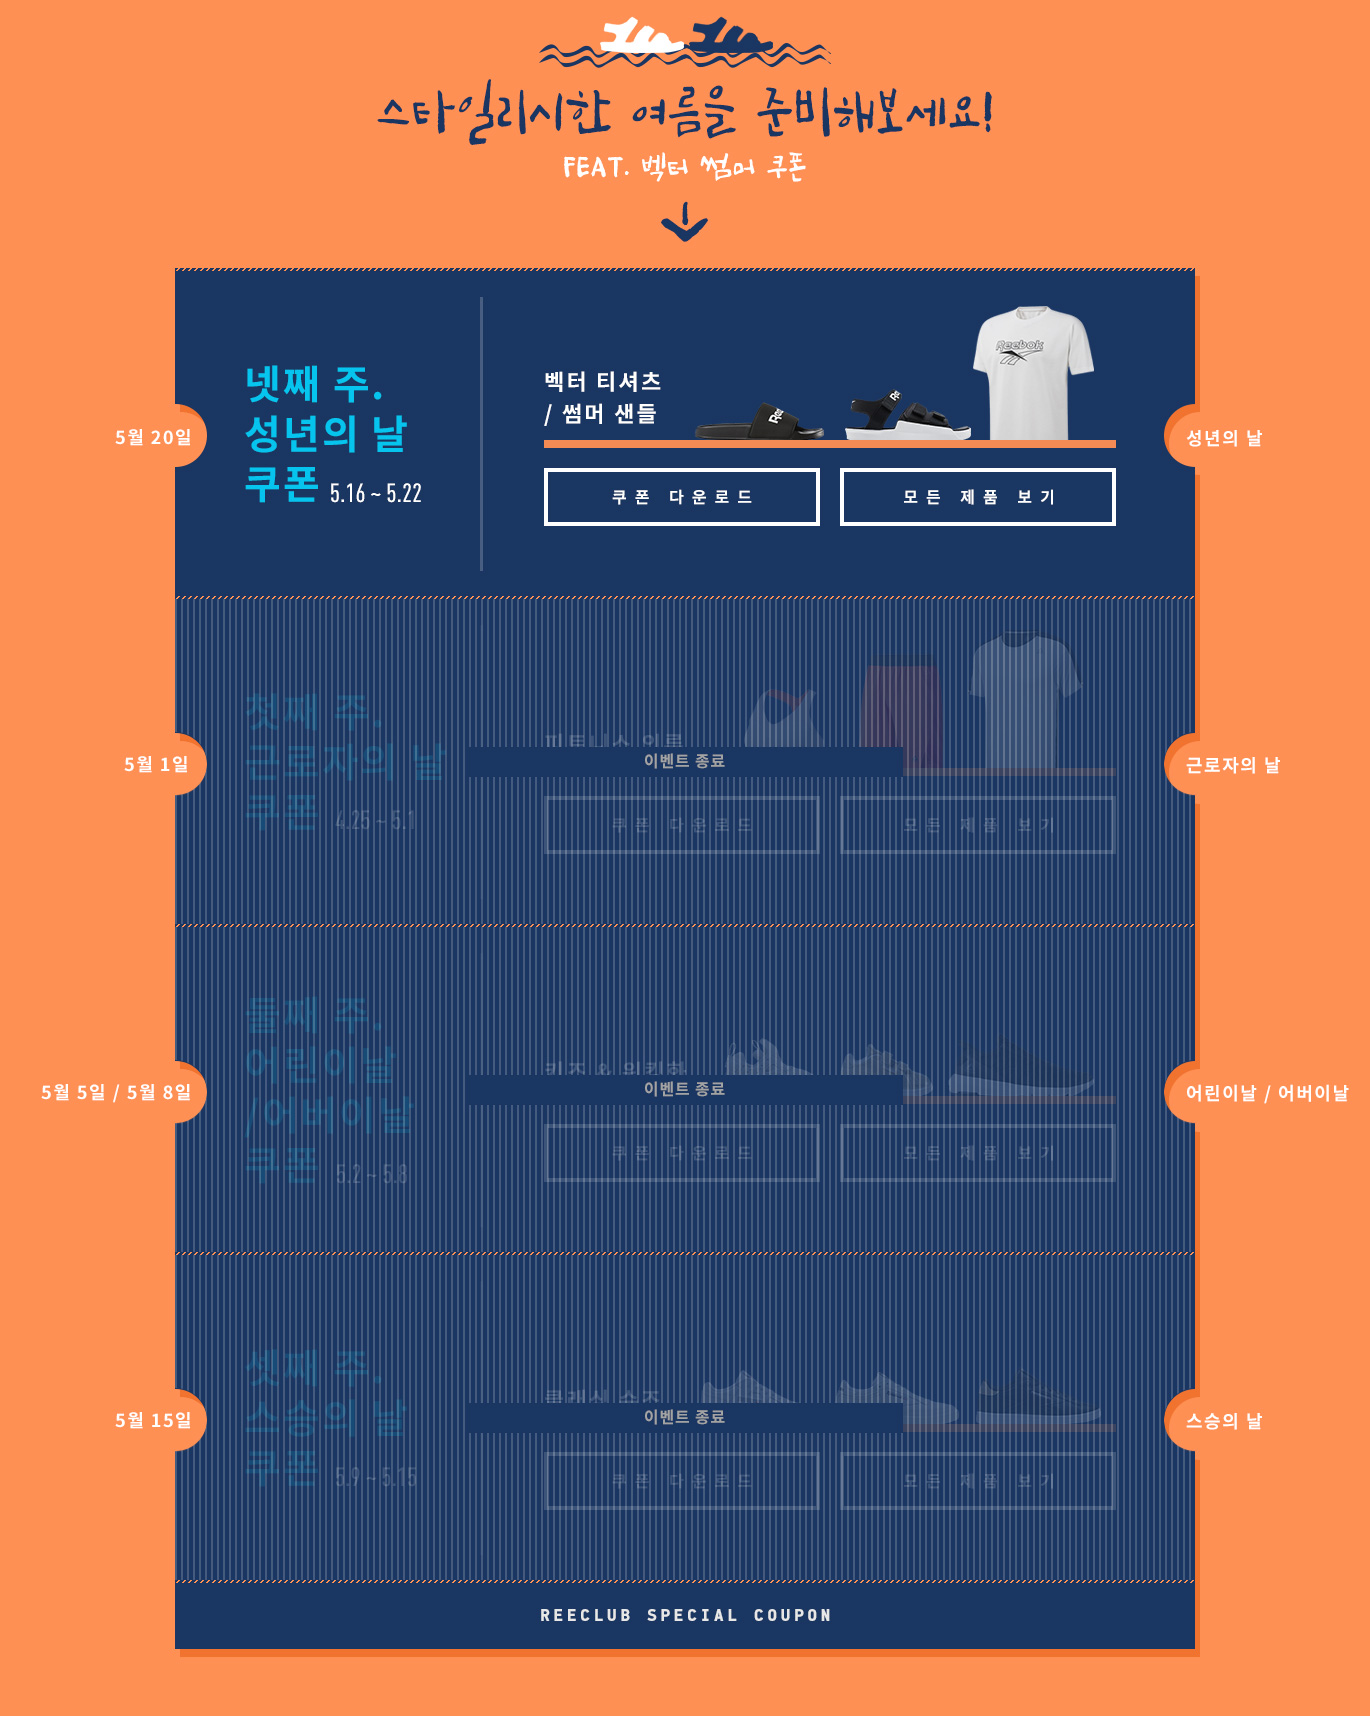 스타일리시한 여름을 준비해보세요!
FEAT. 벡터 썸머 쿠폰
5월 20일
넷째 주.
성년의 날
쿠폰 5.16 ~ 5.22
벡터 티셔츠
/ 썸머 샌들
Reebok
쿠폰 다운로드
모든 제품 보기
성년의 날
5월 1일
첫째 주.
근로자의 날
쿠폰 4.25 ~ 5.1
피트니스 의류
이벤트 종료
쿠폰 다운로드
모든 제품 보기
근로자의 날
5월 5일 / 5월 8일
둘째 주.
어린이날
/어버이날
쿠폰 5.2 ~ 5.8
키즈 & 워킹화
이벤트 종료
쿠폰 다운로드
모든 제품 보기
어린이날 / 어버이날
5월 15일
셋째 주.
스승의 날
쿠폰 5.9 ~ 5.15
클래식 슈즈
이벤트 종료
쿠폰 다운로드
모든 제품 보기
스승의 날
REECLUB SPECIAL COUPON